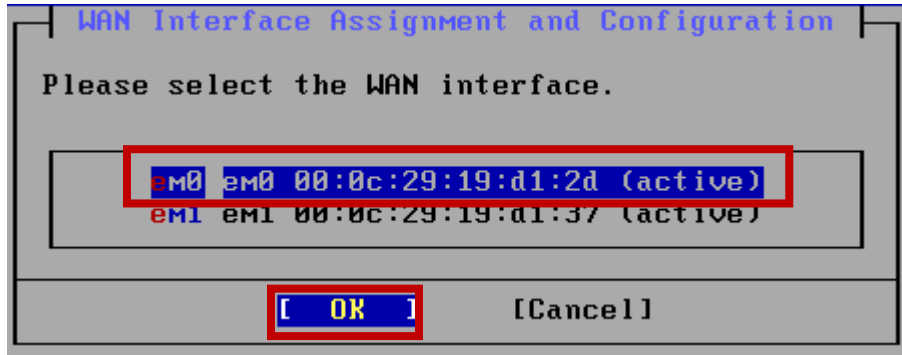 WAN Interface Assignment and Configuration
Please select the WAN interface.
em0 em0 00:0c:29:19:d1:2d (active)
em1 em1 00:0c:29:19:d1:37 (active)
[ OK ] [Cancel]